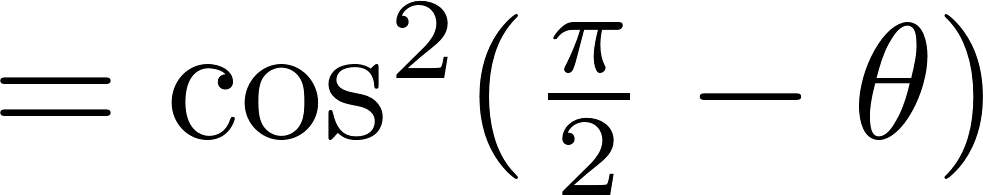 = cos²(π/2 − θ)